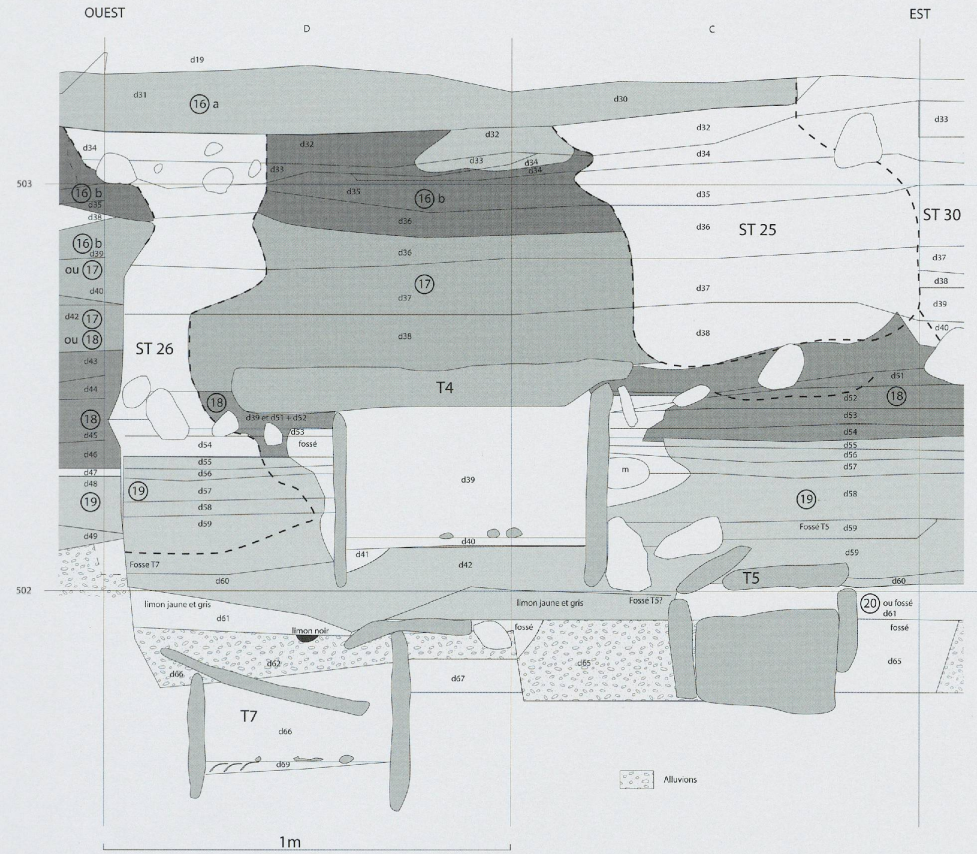 OUEST
EST
D
C
d19
d31
16 a
d30
d32
d32
d33
d34
d32
d33
d34
d34
d33
d34
503
16 b
d35
d35
16 b
d35
d38
d36
d36
ST 25
ST 30
16 b
d39
d36
d37
ou 17
17
d38
d40
d37
d37
d39
d42 17
d38
d38
d40
ou 18
ST 26
d43
T4
d51
d44
18
d52
18
18
d39 et d51 + d52
d53
d53
d45
d54
fossé
d54
d46
d55
d55
d47
d56
d56
d48
19
d57
m
d57
d39
19
d58
19
d58
d59
Fossé T5
d59
d49
d40
d41
d59
Fosse T7
d42
d60
T5
d60
502
limon jaune et gris
limon jaune et gris
Fossé T5?
20 ou fossé
d61
d61
limon noir
fossé
fossé
d62
d65
d65
d66
d67
T7
d66
d69
Alluvions
1m